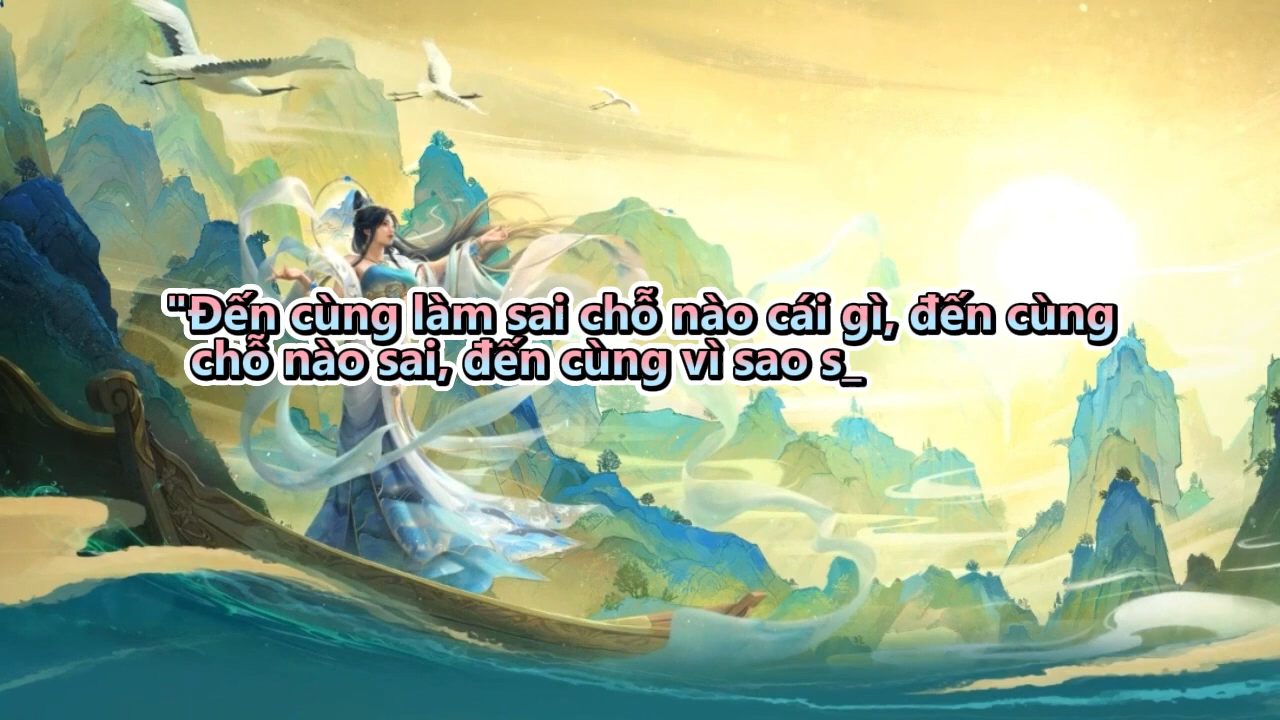 "Đến cùng làm sai chỗ nào cái gì, đến cùng
chỗ nào sai, đến cùng vì sao s_